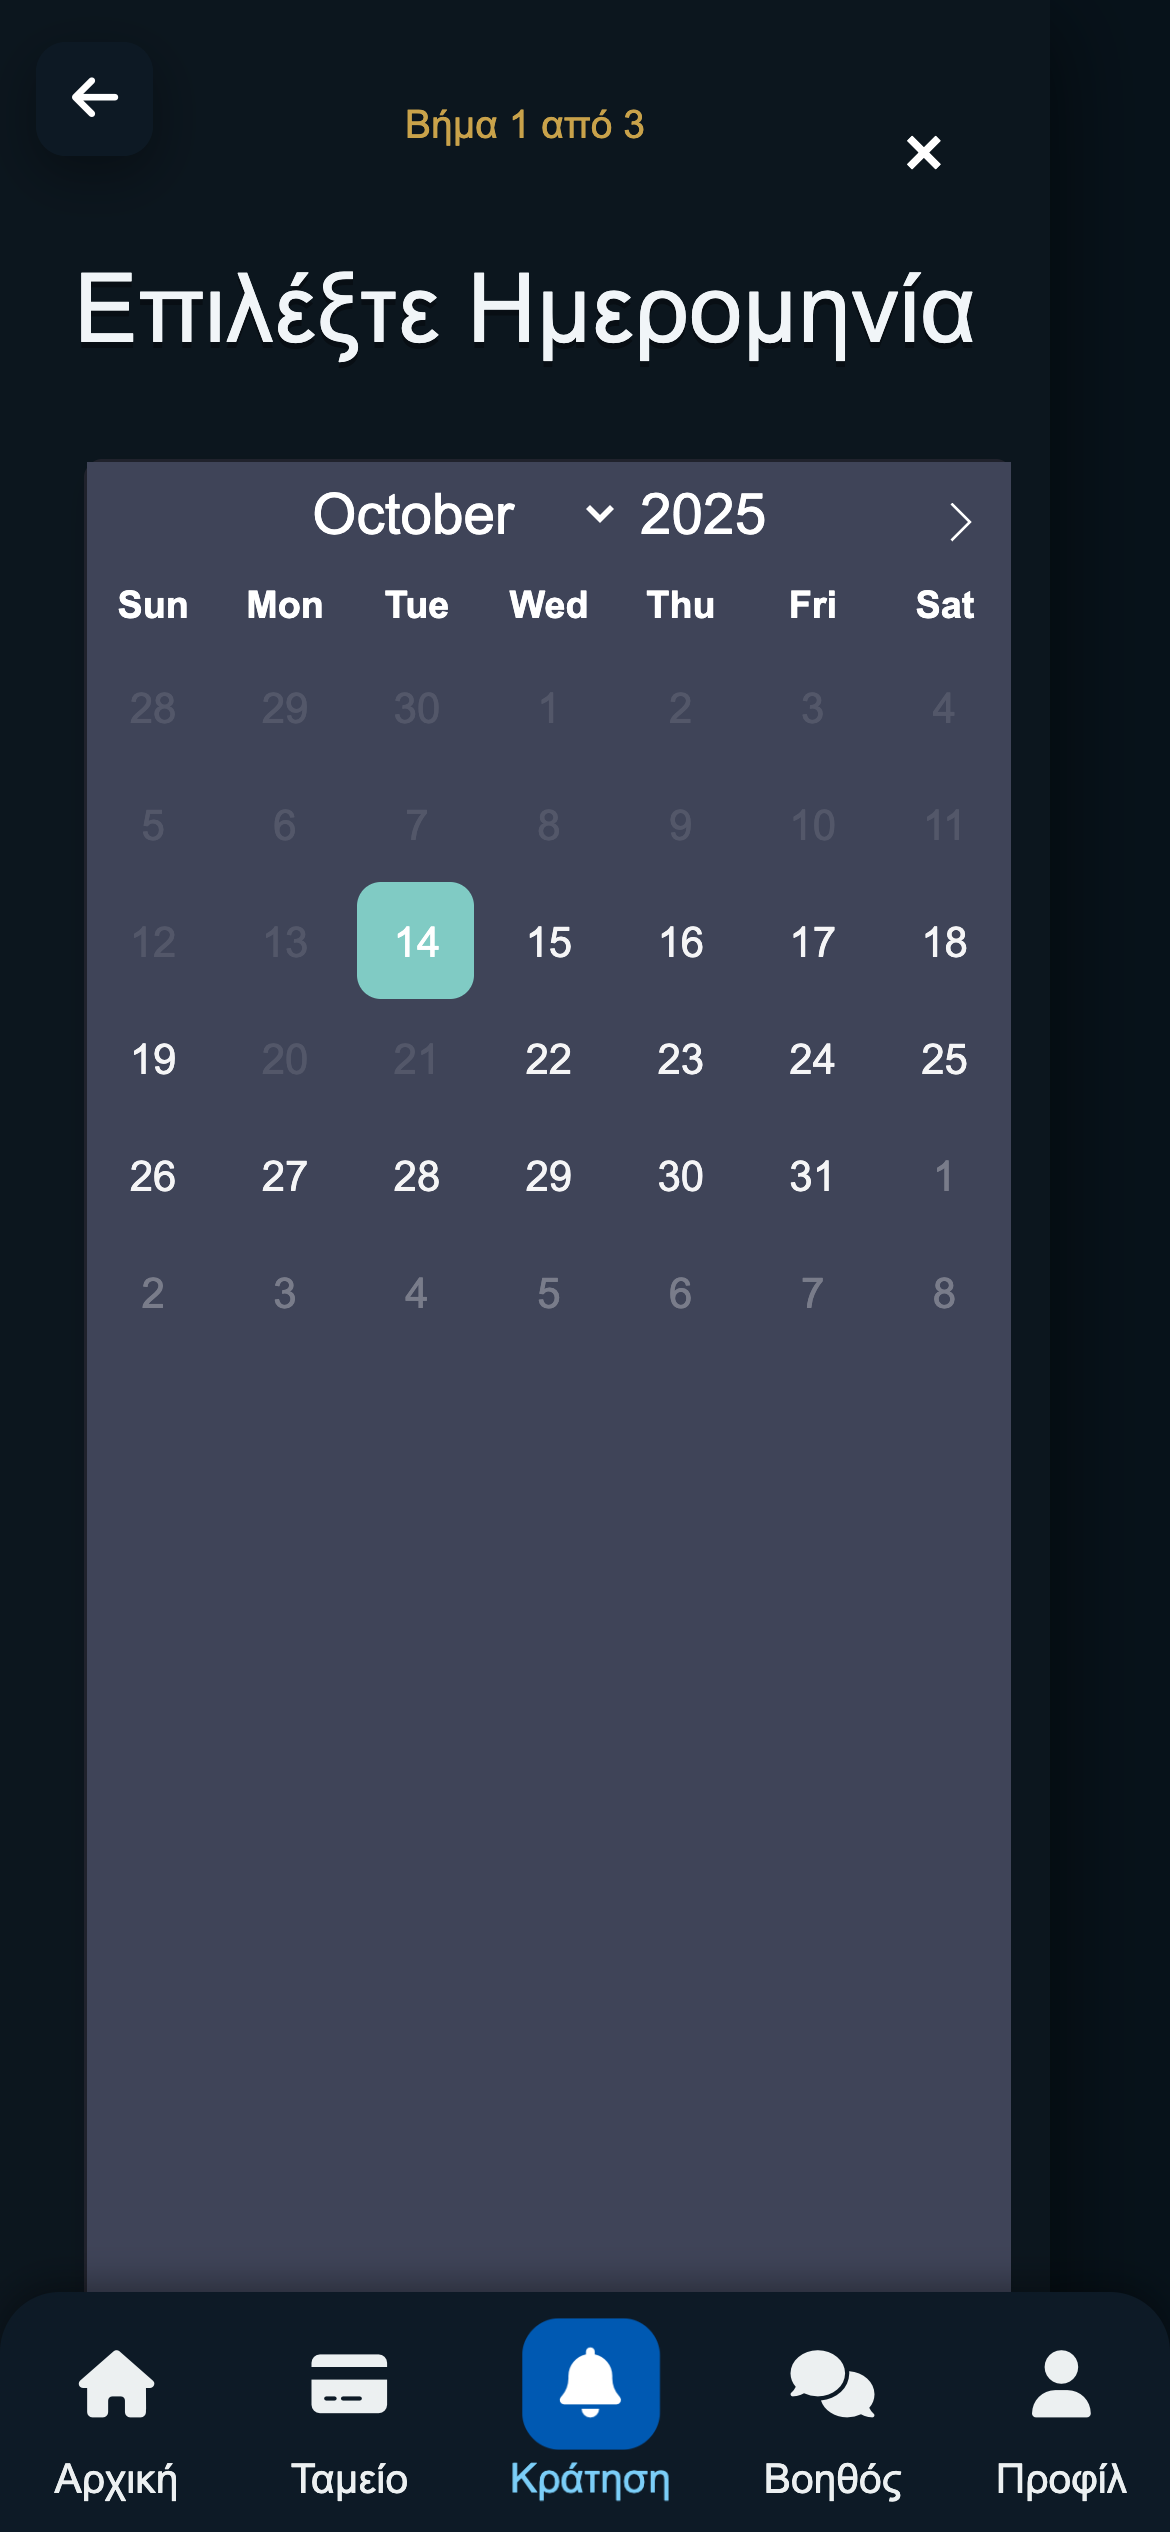 Βήμα 1 από 3
Επιλέξτε Ημερομηνία
October 2025
Sun Mon Tue Wed Thu Fri Sat
28 29 30 1 2 3 4
5 6 7 8 9 10 11
12 13 14 15 16 17 18
19 20 21 22 23 24 25
26 27 28 29 30 31 1
2 3 4 5 6 7 8
Αρχική Ταμείο Κράτηση Βοηθός Προφίλ